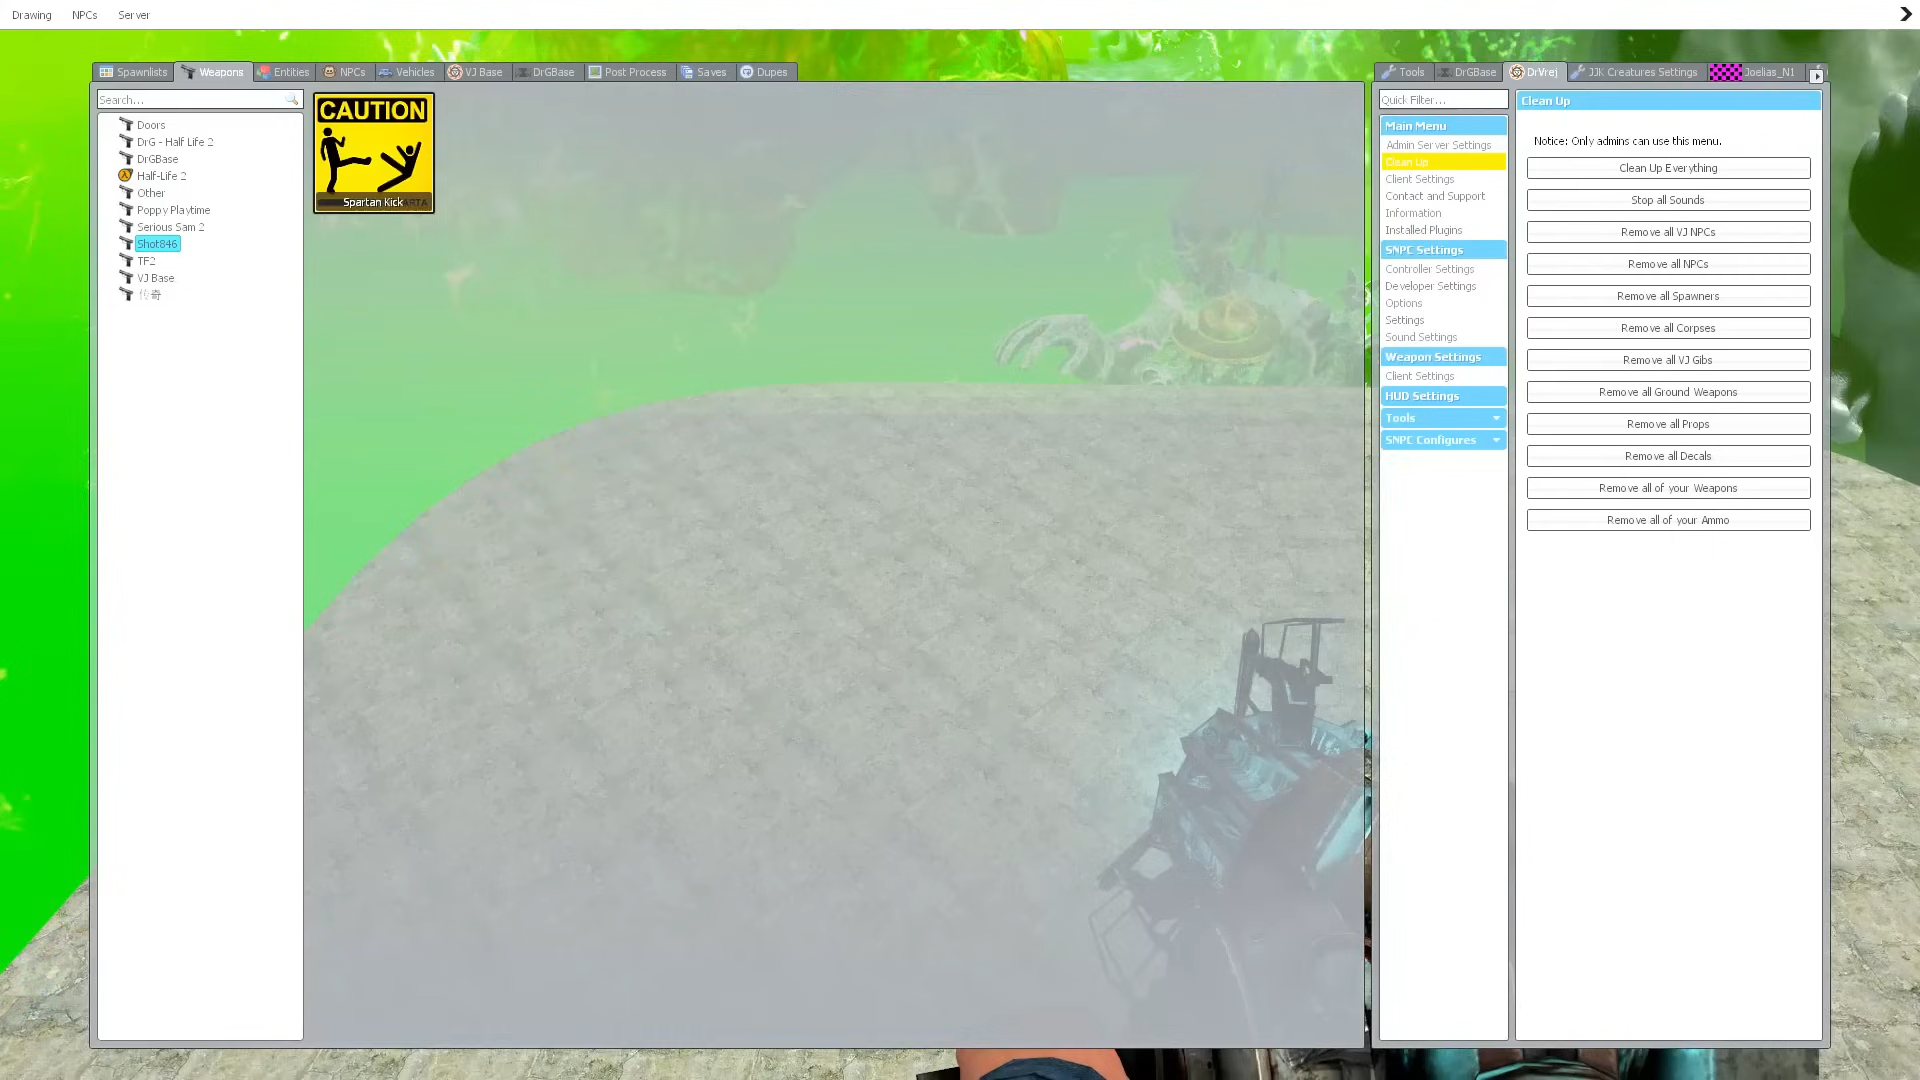 Drawing NPCs Server
Spawnlists Weapons Entities NPCs Vehicles VJ Base DrGBase Post Process Saves Dupes
Search...
Doors
DrG - Half Life 2
DrGBase
Half-Life 2
Other
Poppy Playtime
Serious Sam 2
Shot846
TF2
VJ Base
传奇
CAUTION
Spartan Kick
Tools DrGBase DrVrej JJK Creatures Settings Joelias_N1
Quick Filter...
Main Menu
Admin Server Settings
Clean Up
Client Settings
Contact and Support
Information
Installed Plugins
SNPC Settings
Controller Settings
Developer Settings
Options
Settings
Sound Settings
Weapon Settings
Client Settings
HUD Settings
Tools
SNPC Configures
Clean Up
Notice: Only admins can use this menu.
Clean Up Everything
Stop all Sounds
Remove all VJ NPCs
Remove all NPCs
Remove all Spawners
Remove all Corpses
Remove all VJ Gibs
Remove all Ground Weapons
Remove all Props
Remove all Decals
Remove all of your Weapons
Remove all of your Ammo